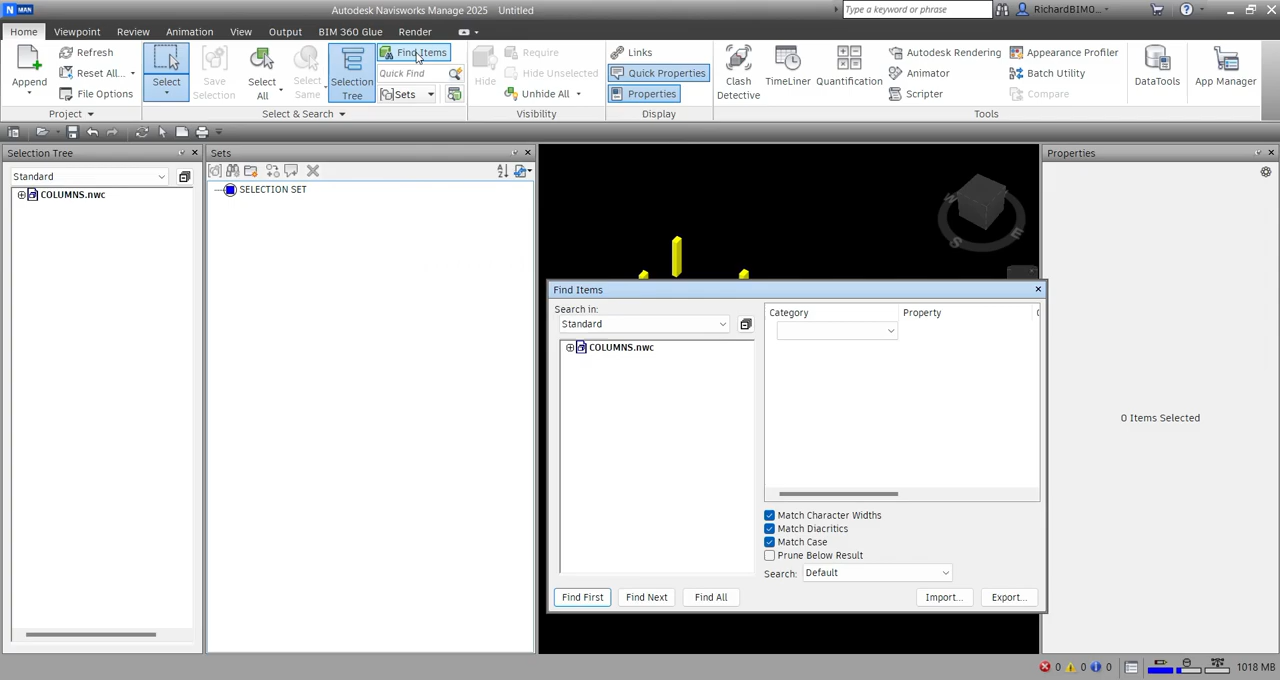 N MAN
Autodesk Navisworks Manage 2025 Untitled
Type a keyword or phrase
RichardBIMO...
Home Viewpoint Review Animation View Output BIM 360 Glue Render
Append
Refresh
Reset All...
File Options
Project
Select
Save Selection
Select All
Select Same
Selection Tree
Find Items
Quick Find
Sets
Select & Search
Hide
Require
Hide Unselected
Unhide All
Visibility
Links
Quick Properties
Properties
Display
Clash Detective
TimeLiner
Quantification
Autodesk Rendering
Animator
Scripter
Appearance Profiler
Batch Utility
Compare
DataTools
App Manager
Tools
Selection Tree
Standard
COLUMNS.nwc
Sets
SELECTION SET
W
S
E
Properties
0 Items Selected
Find Items
Search in:
Standard
COLUMNS.nwc
Category Property
Match Character Widths
Match Diacritics
Match Case
Prune Below Result
Search: Default
Find First Find Next Find All Import... Export...
0 0 0 1018 MB